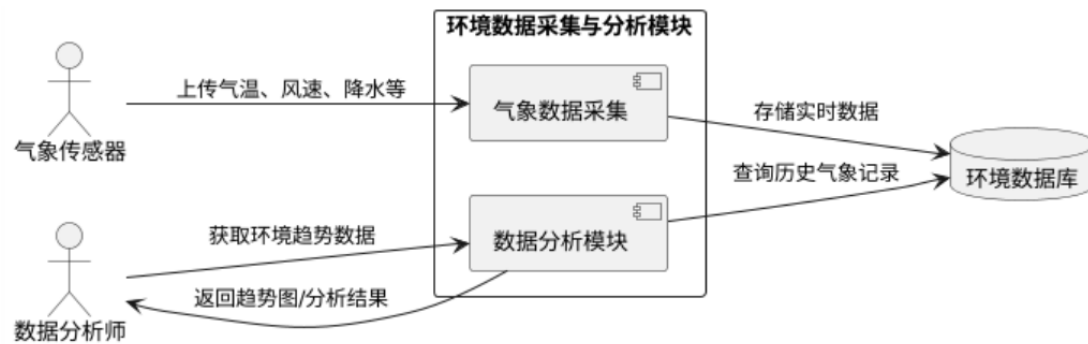 环境数据采集与分析模块
上传气温、风速、降水等
气象数据采集
存储实时数据
气象传感器
环境数据库
查询历史气象记录
获取环境趋势数据
数据分析模块
返回趋势图/分析结果
数据分析师